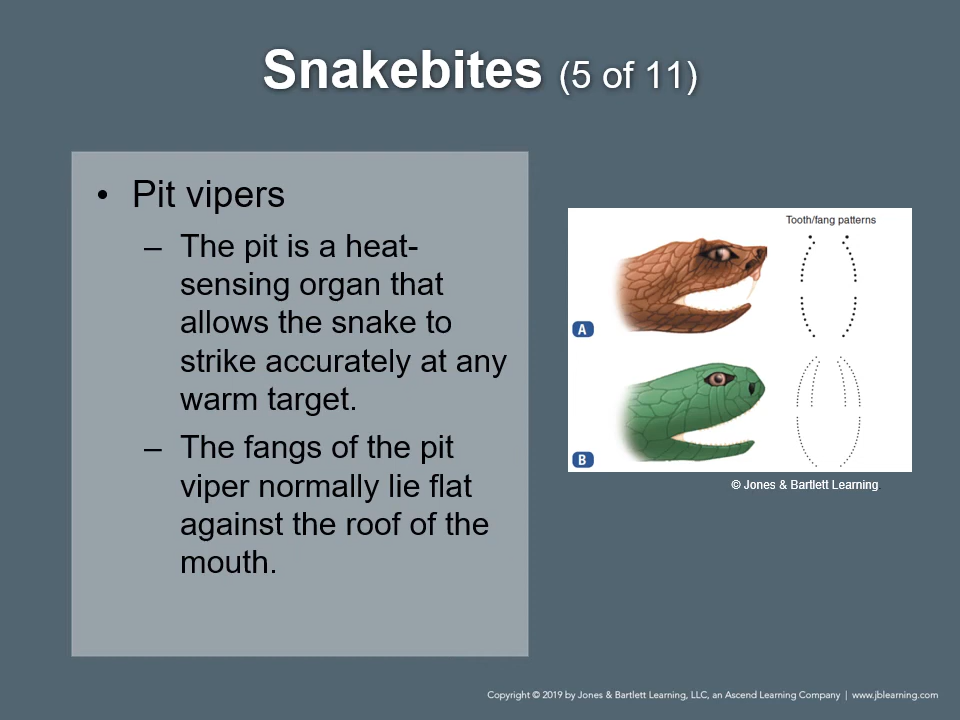 Snakebites (5 of 11)
• Pit vipers
– The pit is a heat-
sensing organ that
allows the snake to
strike accurately at any
warm target.
– The fangs of the pit
viper normally lie flat
against the roof of the
mouth.
Tooth/fang patterns
A
B
© Jones & Bartlett Learning
Copyright © 2019 by Jones & Bartlett Learning, LLC, an Ascend Learning Company | www.jblearning.com